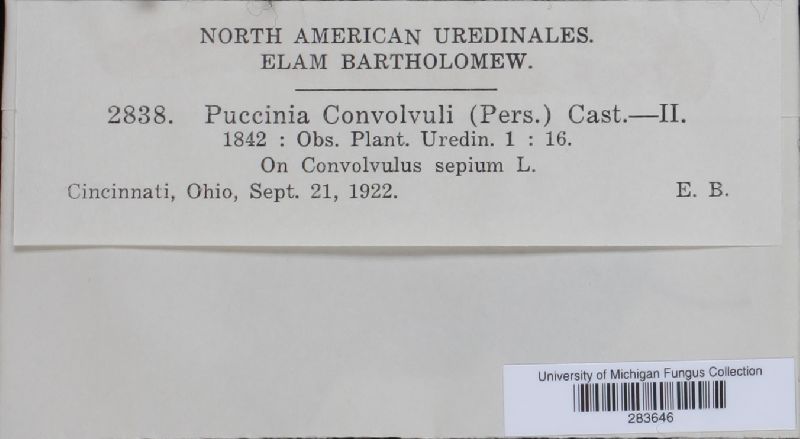 NORTH AMERICAN UREDINALES.
ELAM BARTHOLOMEW.
2838. Puccinia Convolvuli (Pers.) Cast.—II.
1842 : Obs. Plant. Uredin. 1 : 16.
On Convolvulus sepium L.
Cincinnati, Ohio, Sept. 21, 1922. E. B.
University of Michigan Fungus Collection
283646